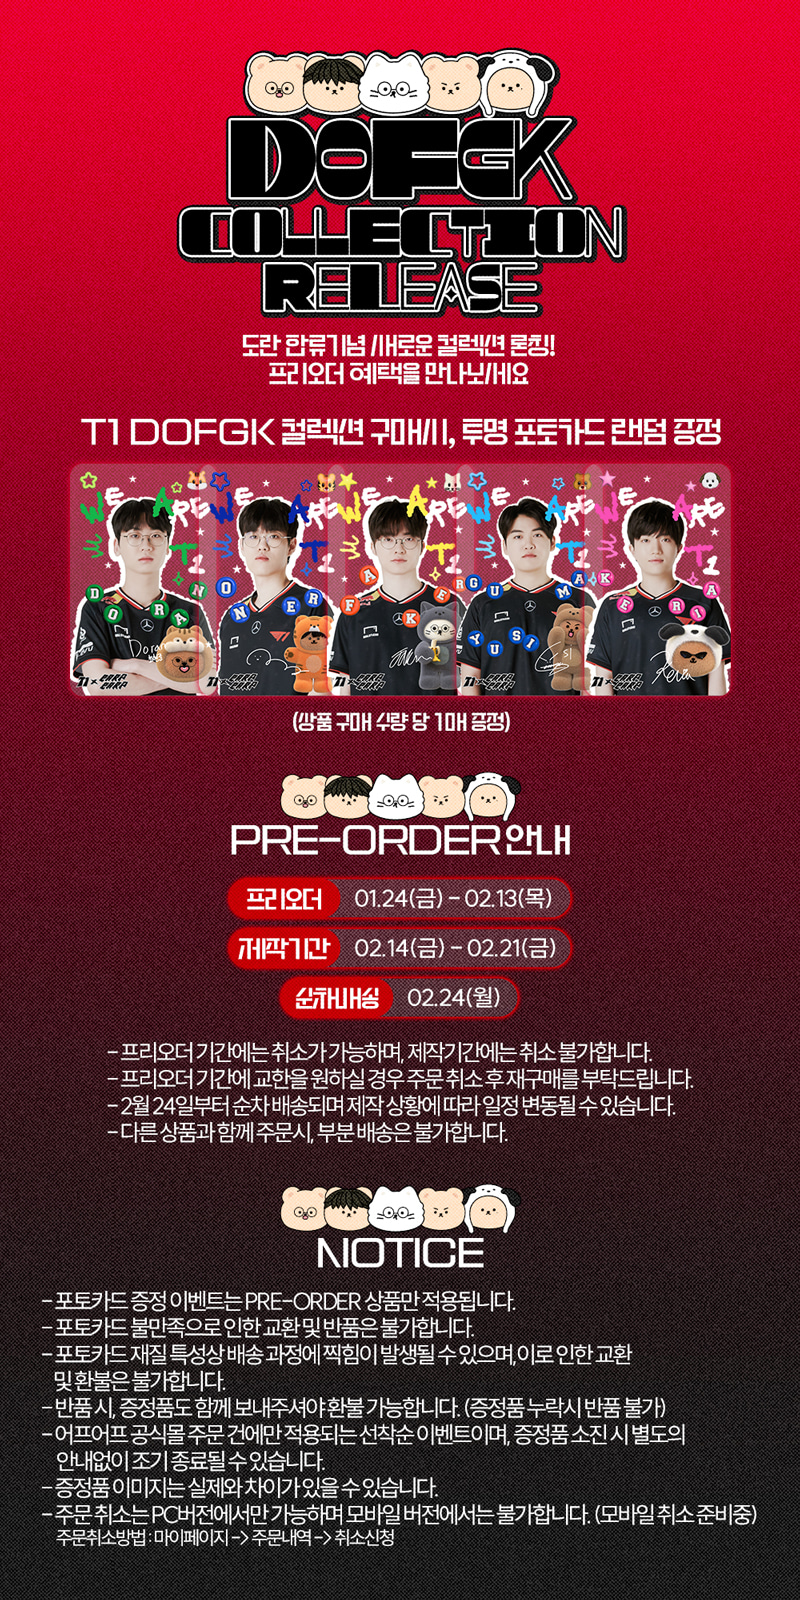 DOFGK
COLLECTION
RELEASE
도란 합류기념 새로운 컬렉션 론칭!
프리오더 혜택을 만나보세요
T1 DOFGK 컬렉션 구매시, 투명 포토카드 랜덤 증정
WE ARE T1 WE ARE T1 WE ARE T1 WE ARE T1 WE ARE T1
DORAN ONER FAKER GUMAYUSI KERIA
(상품 구매 수량 당 1매 증정)
PRE-ORDER 안내
프리오더 01.24(금) - 02.13(목)
제작기간 02.14(금) - 02.21(금)
순차배송 02.24(월)
- 프리오더 기간에는 취소가 가능하며, 제작기간에는 취소 불가합니다.
- 프리오더 기간에 교환을 원하실 경우 주문 취소 후 재구매를 부탁드립니다.
- 2월 24일부터 순차 배송되며 제작 상황에 따라 일정 변동될 수 있습니다.
- 다른 상품과 함께 주문시, 부분 배송은 불가합니다.
NOTICE
- 포토카드 증정 이벤트는 PRE-ORDER 상품만 적용됩니다.
- 포토카드 불만족으로 인한 교환 및 반품은 불가합니다.
- 포토카드 재질 특성상 배송 과정에 찍힘이 발생될 수 있으며,이로 인한 교환
및 환불은 불가합니다.
- 반품 시, 증정품도 함께 보내주셔야 환불 가능합니다. (증정품 누락시 반품 불가)
- 어프어프 공식몰 주문 건에만 적용되는 선착순 이벤트이며, 증정품 소진 시 별도의
안내없이 조기 종료될 수 있습니다.
- 증정품 이미지는 실제와 차이가 있을 수 있습니다.
- 주문 취소는 PC버전에서만 가능하며 모바일 버전에서는 불가합니다. (모바일 취소 준비중)
주문취소방법 : 마이페이지 -> 주문내역 -> 취소신청